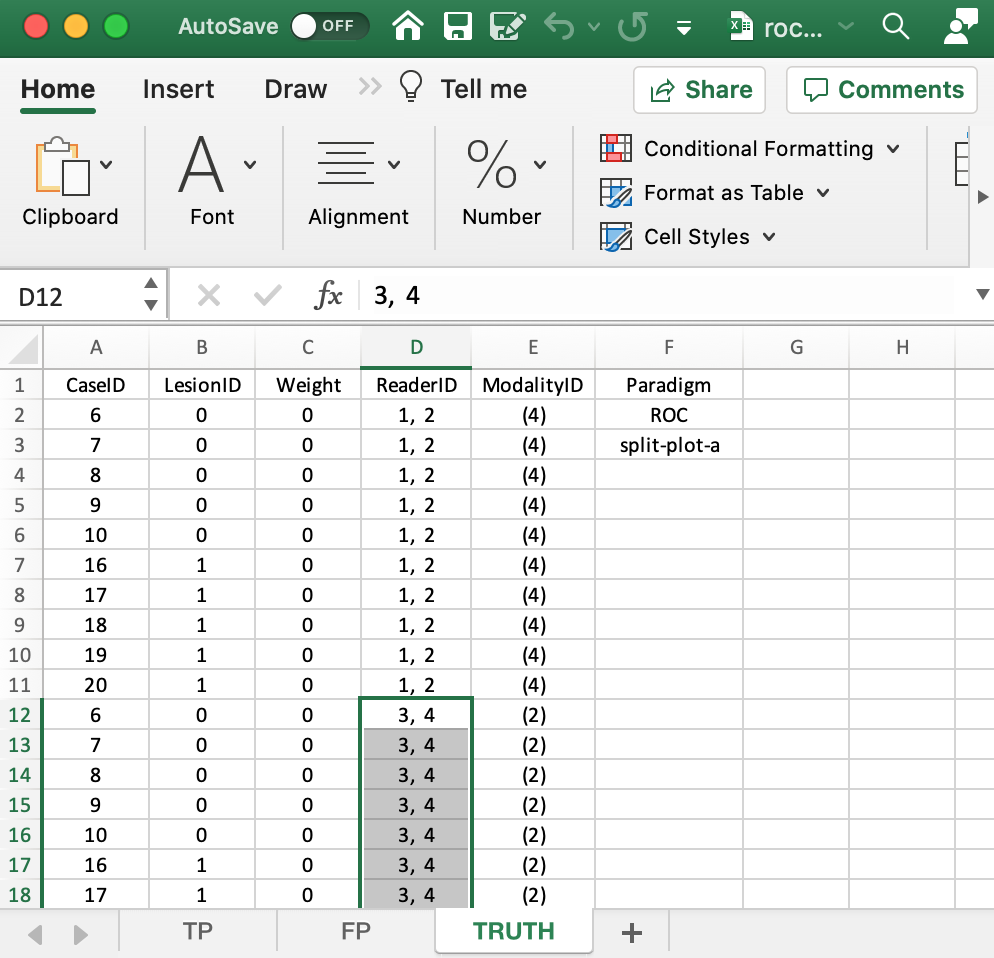 AutoSave OFF roc...
Home Insert Draw Tell me Share Comments
Conditional Formatting
Format as Table
Cell Styles
Clipboard Font Alignment Number
D12 fx 3, 4
A B C D E F G H
1 CaseID LesionID Weight ReaderID ModalityID Paradigm
2 6 0 0 1, 2 (4) ROC
3 7 0 0 1, 2 (4) split-plot-a
4 8 0 0 1, 2 (4)
5 9 0 0 1, 2 (4)
6 10 0 0 1, 2 (4)
7 16 1 0 1, 2 (4)
8 17 1 0 1, 2 (4)
9 18 1 0 1, 2 (4)
10 19 1 0 1, 2 (4)
11 20 1 0 1, 2 (4)
12 6 0 0 3, 4 (2)
13 7 0 0 3, 4 (2)
14 8 0 0 3, 4 (2)
15 9 0 0 3, 4 (2)
16 10 0 0 3, 4 (2)
17 16 1 0 3, 4 (2)
18 17 1 0 3, 4 (2)
TP FP TRUTH +